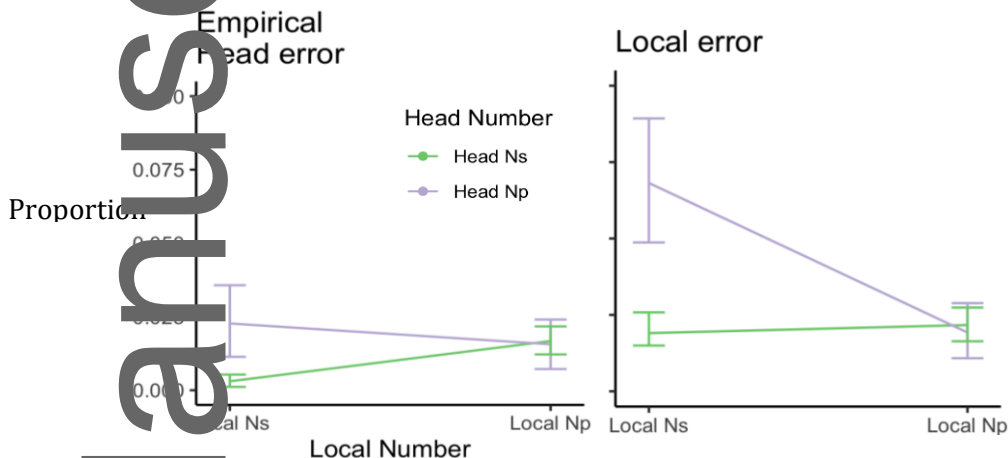 Empirical
Head error
Local error
Head Number
Head Ns
Head Np
0.075
Proportion
Local Np
Local Number
Local Ns
Local Np
anus